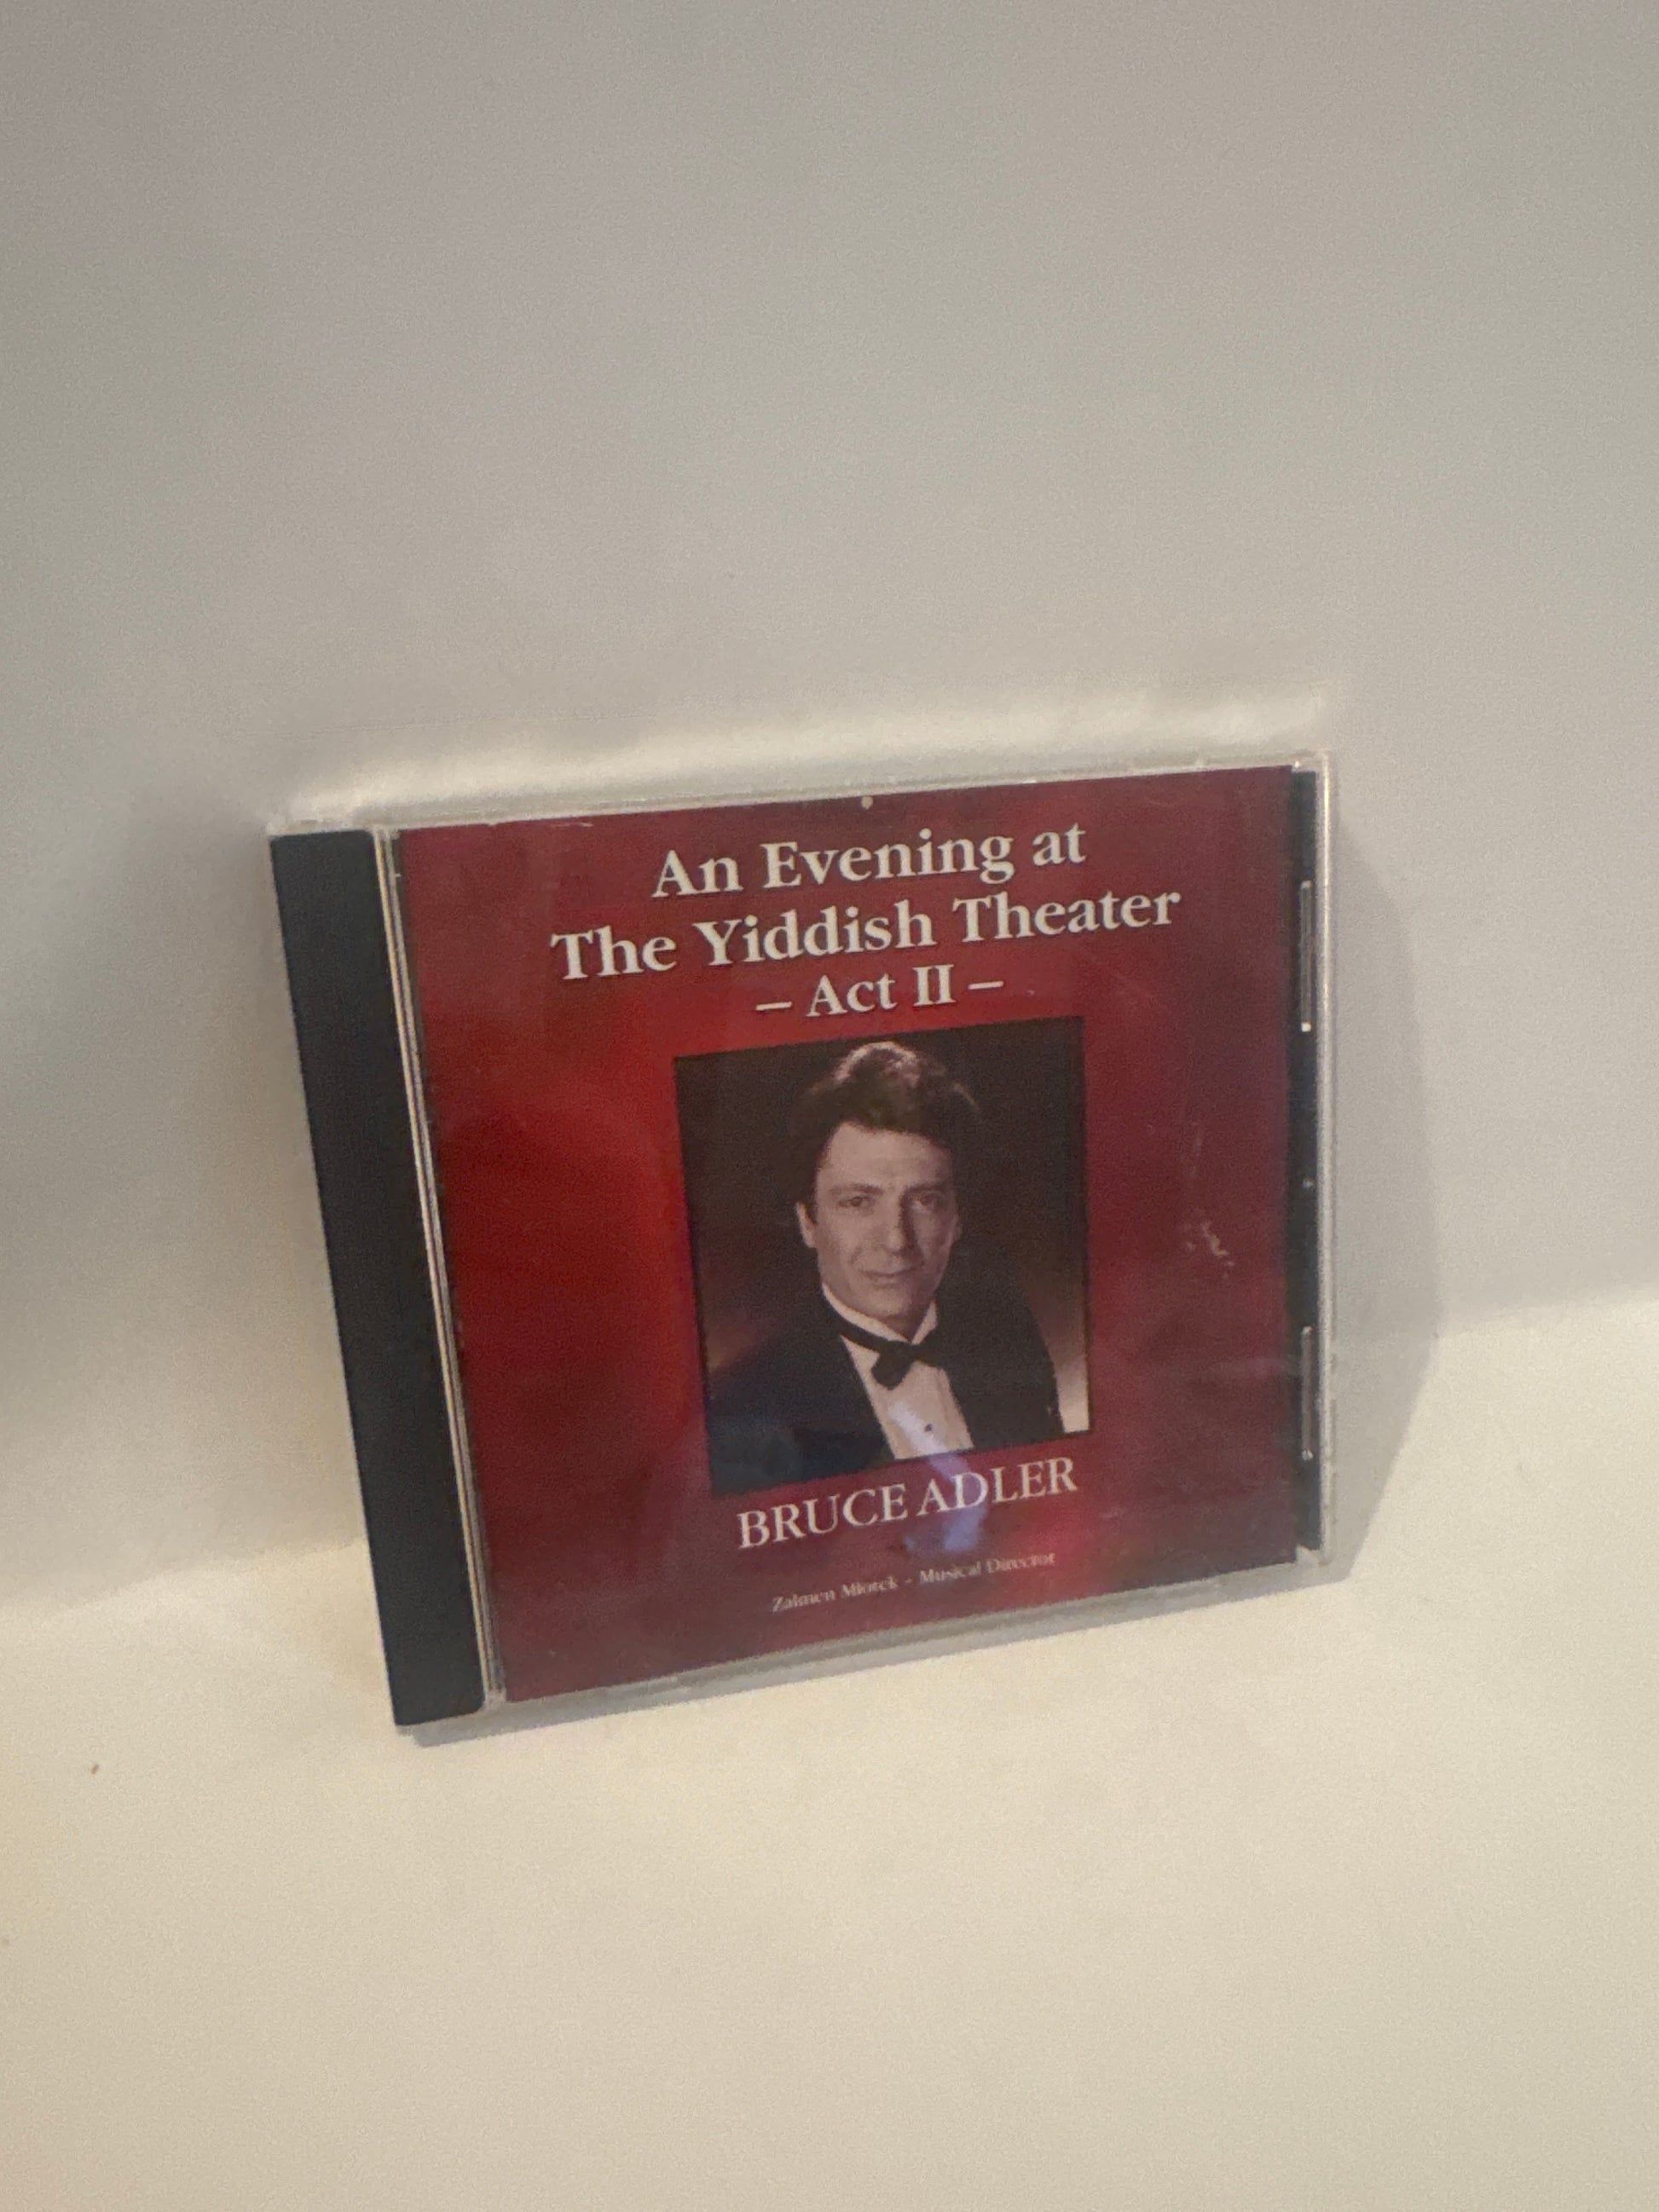 An Evening at
The Yiddish Theater
– Act II –
BRUCE ADLER
Zalmen Mlotek - Musical Director